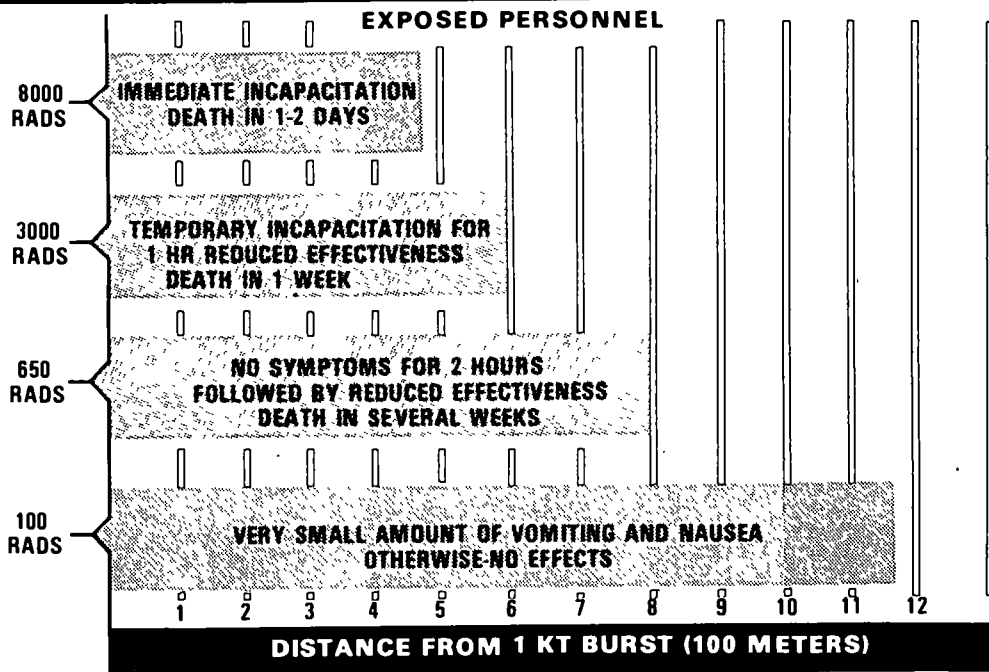 EXPOSED PERSONNEL
8000
RADS
IMMEDIATE INCAPACITATION
DEATH IN 1-2 DAYS
3000
RADS
TEMPORARY INCAPACITATION FOR
1 HR REDUCED EFFECTIVENESS
DEATH IN 1 WEEK
650
RADS
NO SYMPTOMS FOR 2 HOURS
FOLLOWED BY REDUCED EFFECTIVENESS
DEATH IN SEVERAL WEEKS
100
RADS
VERY SMALL AMOUNT OF VOMITING AND NAUSEA
OTHERWISE-NO EFFECTS
1 2 3 4 5 6 7 8 9 10 11 12
DISTANCE FROM 1 KT BURST (100 METERS)